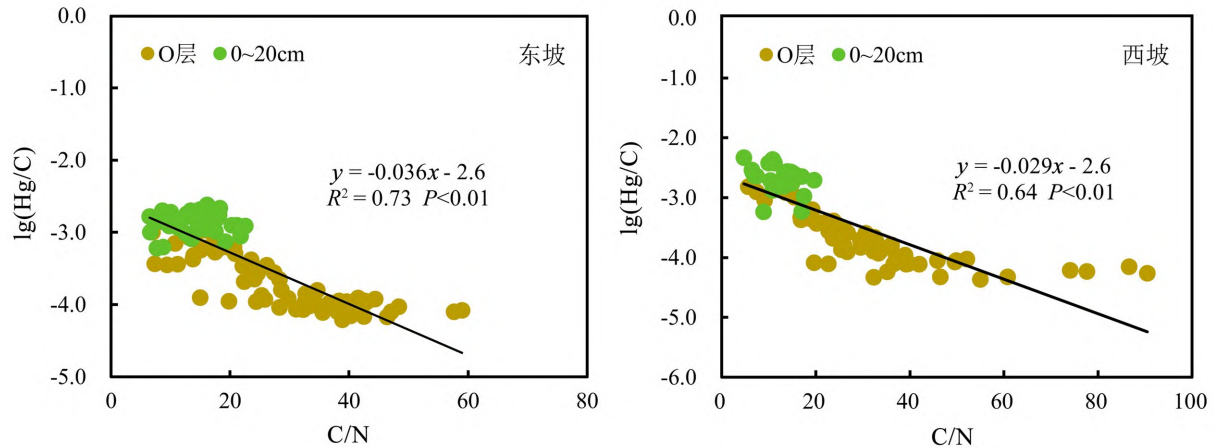 0.0
-1.0
-2.0
-3.0
-4.0
-5.0
lg(Hg/C)
O层 0~20cm
东坡
y = -0.036x - 2.6
R² = 0.73 P<0.01
0 20 40 60 80
C/N
0.0
-1.0
-2.0
-3.0
-4.0
-5.0
-6.0
lg(Hg/C)
O层 0~20cm
西坡
y = -0.029x - 2.6
R² = 0.64 P<0.01
0 20 40 60 80 100
C/N